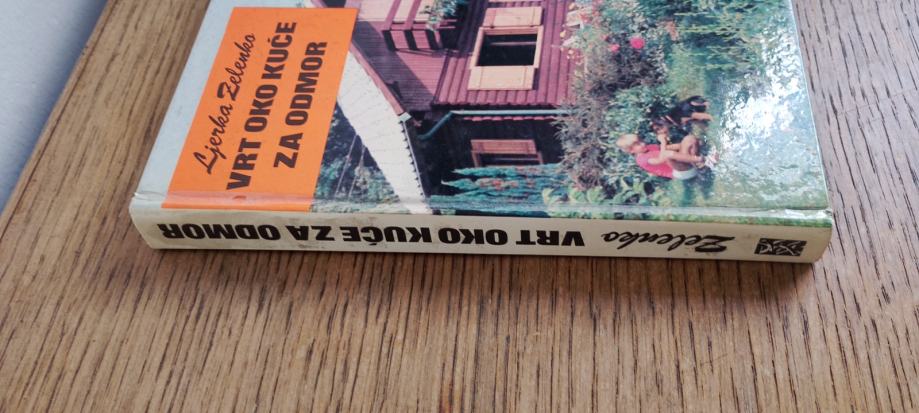 Ljerka Zelenko
VRT OKO KUĆE
ZA ODMOR
Zelenko VRT OKO KUĆE ZA ODMOR